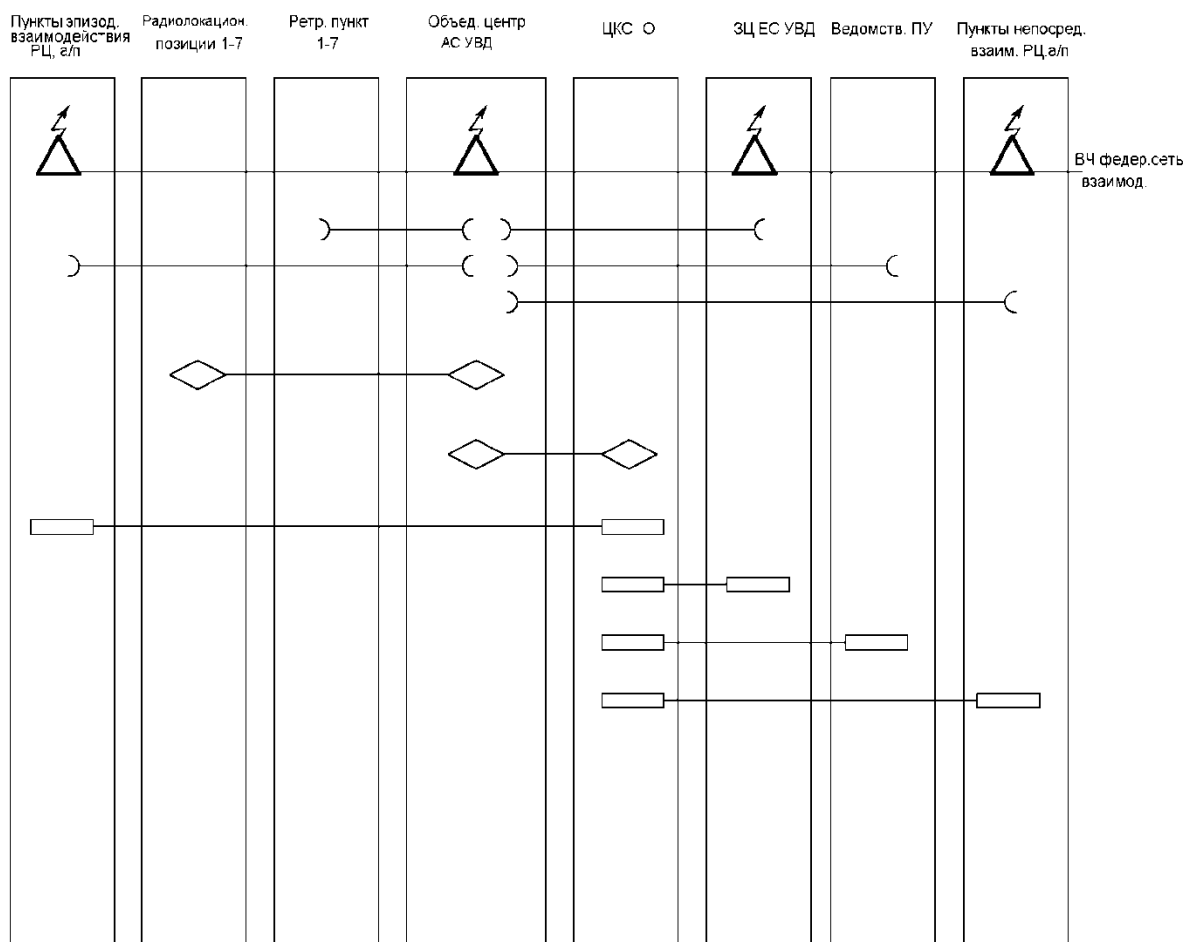 Пункты эпизод.
взаимодействия
РЦ, а/п
Радиолокацион.
позиции 1-7
Ретр. пункт
1-7
Объед. центр
АС УВД
ЦКС О
ЗЦ ЕС УВД
Ведомств. ПУ
Пункты непосред.
взаим. РЦ.а/п
ВЧ федер.сеть
взаимод.